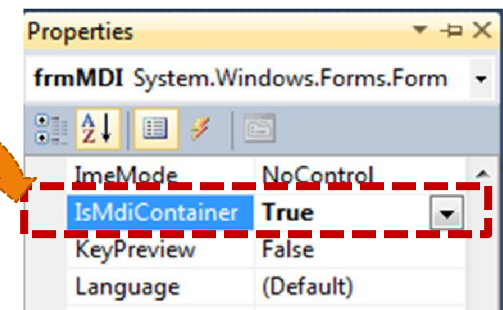 Properties
frmMDI System.Windows.Forms.Form
A
Z
ImeMode NoControl
IsMdiContainer True
KeyPreview False
Language (Default)